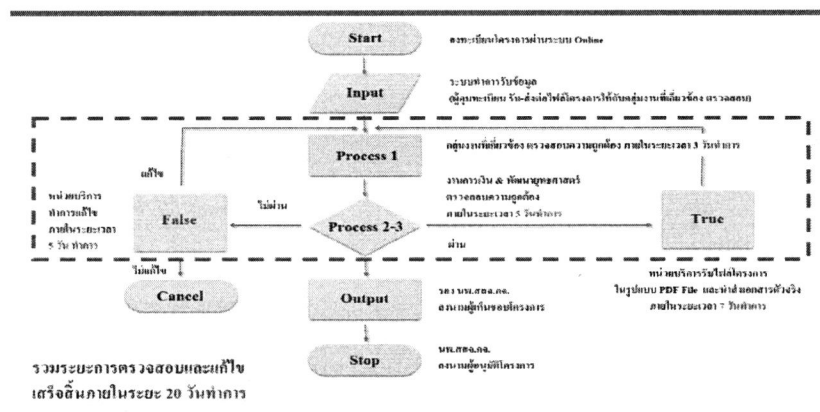 Start
ลงทะเบียนโครงการผ่านระบบ Online
Input
ระบบทำการรับข้อมูล
(ผู้คุมทะเบียน รับ-ส่งต่อไฟล์โครงการให้กับกลุ่มงานที่เกี่ยวข้อง ตรวจสอบ)
Process 1
กลุ่มงานที่เกี่ยวข้อง ตรวจสอบความถูกต้อง ภายในระยะเวลา 3 วันทำการ
แก้ไข
หน่วยบริการ
ทำการแก้ไข
ภายในระยะเวลา
5 วัน ทำการ
False
ไม่ผ่าน
Process 2-3
งานการเงิน & พัฒนายุทธศาสตร์
ตรวจสอบความถูกต้อง
ภายในระยะเวลา 5 วันทำการ
ผ่าน
True
ไม่แก้ไข
Cancel
Output
รอง นพ.สสจ.กจ.
ลงนามผู้เห็นชอบโครงการ
หน่วยบริการรับไฟล์โครงการ
ในรูปแบบ PDF File และนำส่งเอกสารตัวจริง
ภายในระยะเวลา 7 วันทำการ
Stop
นพ.สสจ.กจ.
ลงนามผู้อนุมัติโครงการ
รวมระยะการตรวจสอบและแก้ไข
เสร็จสิ้นภายในระยะ 20 วันทำการ